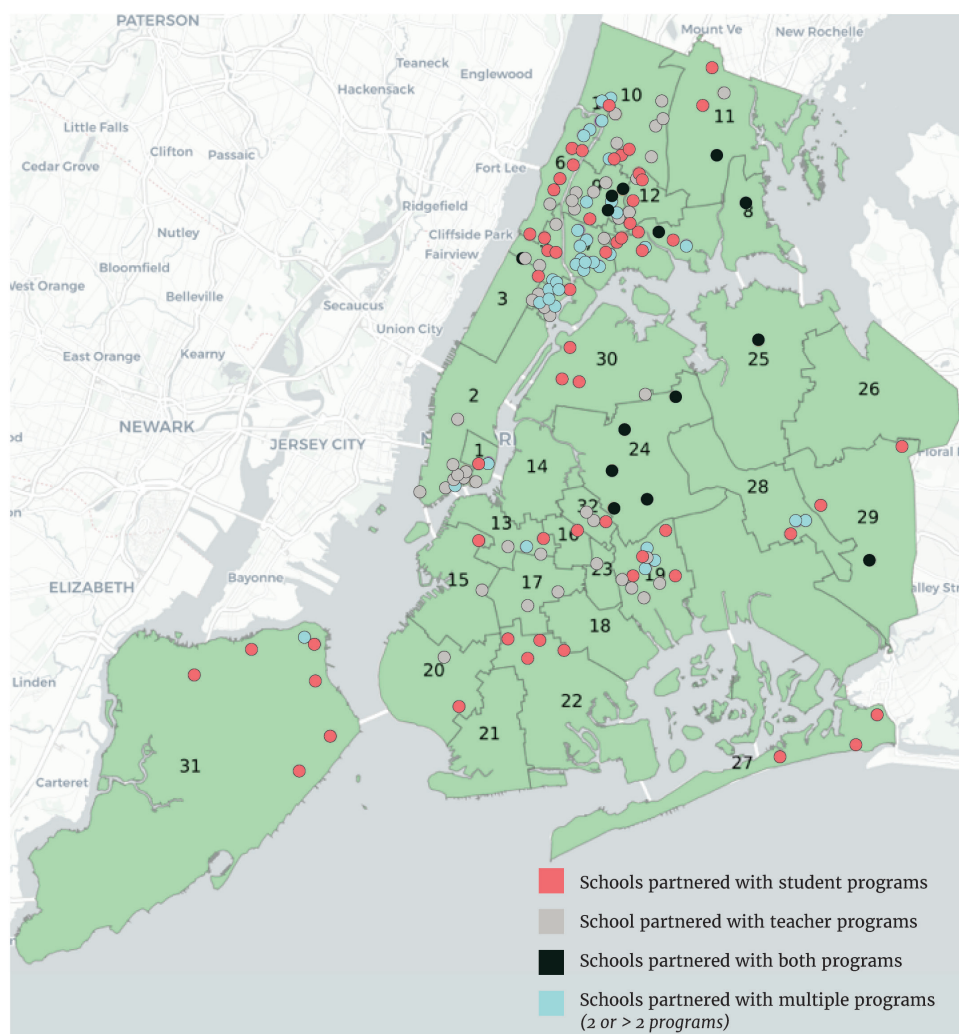 PATERSON
Mount Ve
New Rochelle
Teaneck
Englewood
Hackensack
10
11
Little Falls
Clifton
Passaic
Cedar Grove
Fort Lee
6
9
12
8
Ridgefield
Nutley
Cliffside Park
Fairview
Bloomfield
West Orange
Belleville
Secaucus
3
Union City
East Orange
Kearny
30
25
26
2
NEWARK
JERSEY CITY
1
24
14
Floral
28
32
13
16
29
ELIZABETH
Bayonne
15
17
23
19
alley Str
18
20
Linden
22
21
31
27
Carteret
Schools partnered with student programs
School partnered with teacher programs
Schools partnered with both programs
Schools partnered with multiple programs
(2 or > 2 programs)